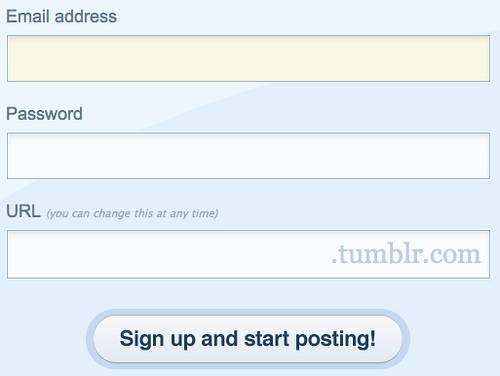 Email address
Password
URL (you can change this at any time)
.tumblr.com
Sign up and start posting!